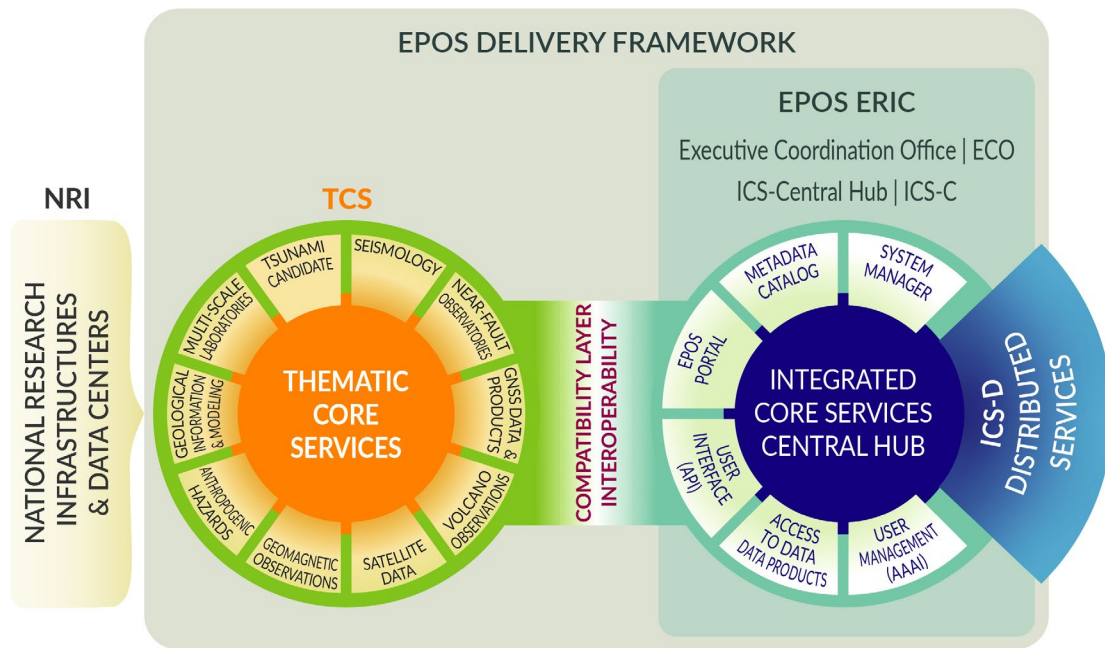 EPOS DELIVERY FRAMEWORK
EPOS ERIC
Executive Coordination Office | ECO
ICS-Central Hub | ICS-C
NRI
NATIONAL RESEARCH
INFRASTRUCTURES
& DATA CENTERS
TCS
SEISMOLOGY
NEAR-FAULT
OBSERVATORIES
GNSS DATA &
PRODUCTS
VOLCANO
OBSERVATIONS
SATELLITE
DATA
GEOMAGNETIC
OBSERVATIONS
ANTHROPOGENIC
HAZARDS
GEOLOGICAL
INFORMATION
& MODELING
MULTI-SCALE
LABORATORIES
TSUNAMI
CANDIDATE
THEMATIC
CORE
SERVICES
COMPATIBILITY LAYER
INTEROPERABILITY
METADATA
CATALOG
SYSTEM
MANAGER
EPOS
PORTAL
USER
INTERFACE
(API)
ACCESS
TO DATA
DATA PRODUCTS
USER
MANAGEMENT
(AAAI)
INTEGRATED
CORE SERVICES
CENTRAL HUB
ICS-D
DISTRIBUTED
SERVICES